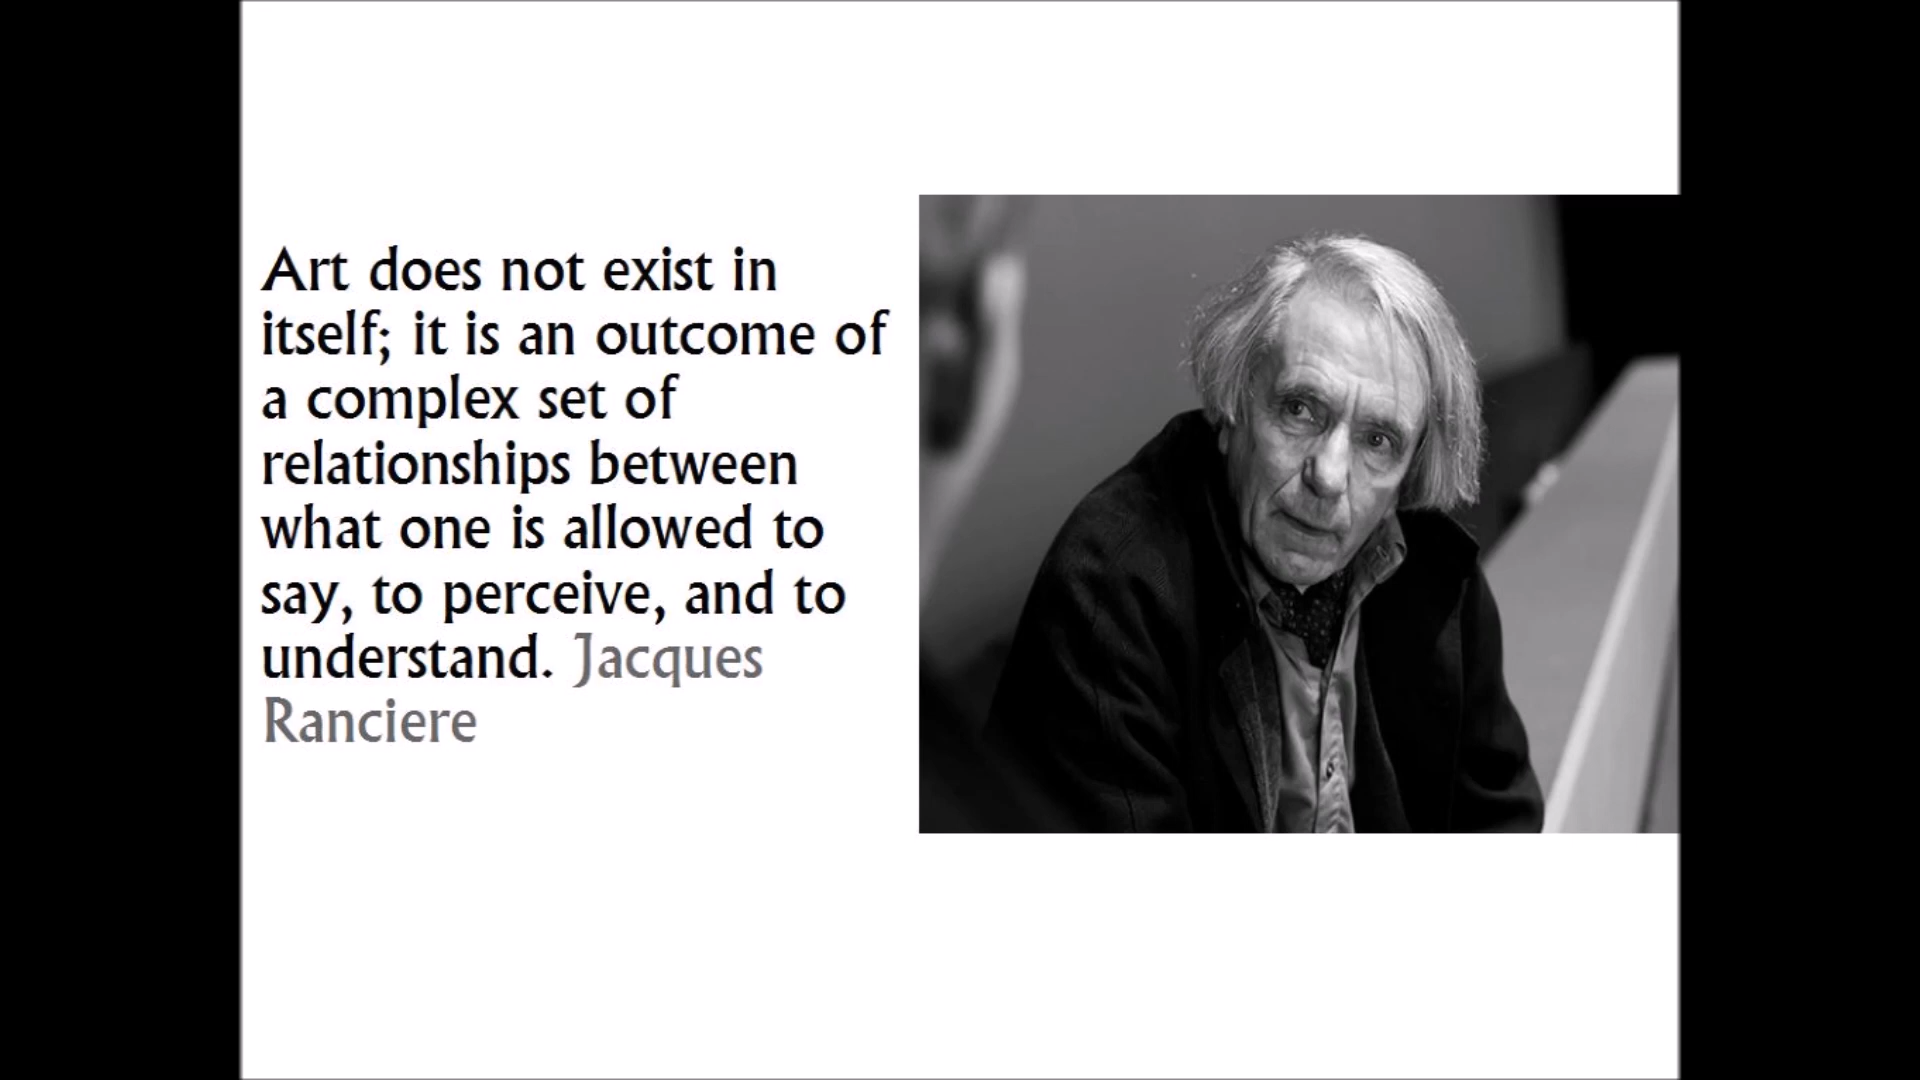 Art does not exist in
itself; it is an outcome of
a complex set of
relationships between
what one is allowed to
say, to perceive, and to
understand. Jacques
Ranciere